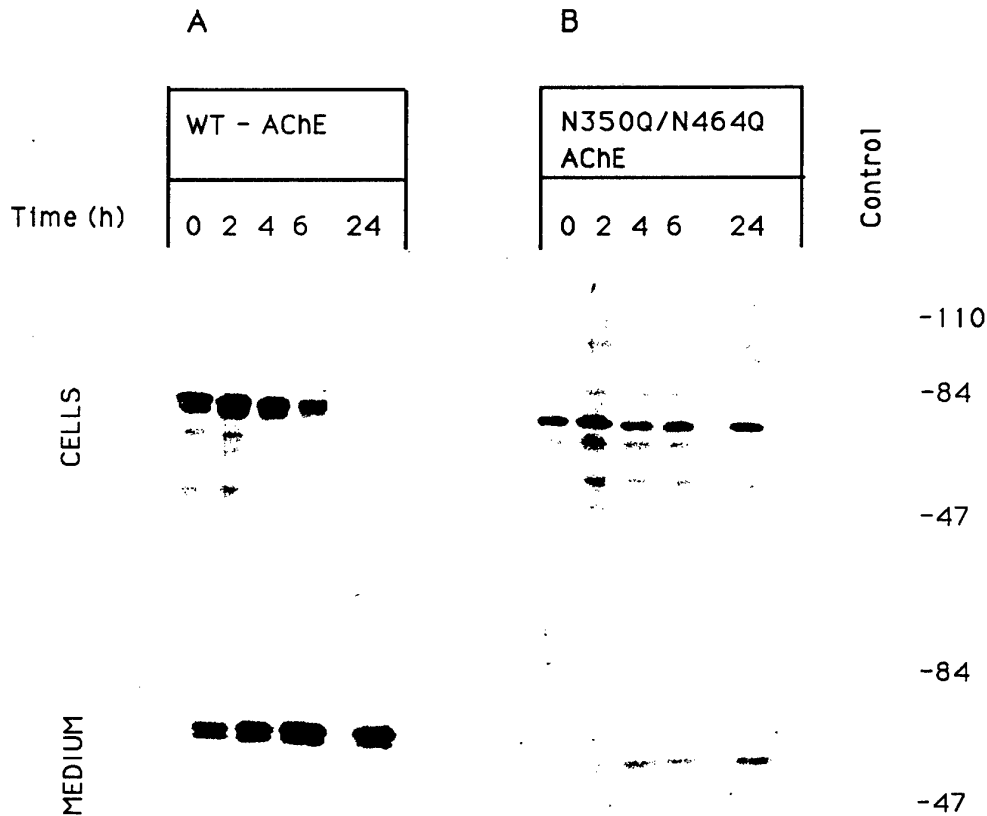 A
B
WT - AChE
N350Q/N464Q
AChE
Control
Time (h)
0 2 4 6 24
0 2 4 6 24
CELLS
-110
-84
-47
MEDIUM
-84
-47